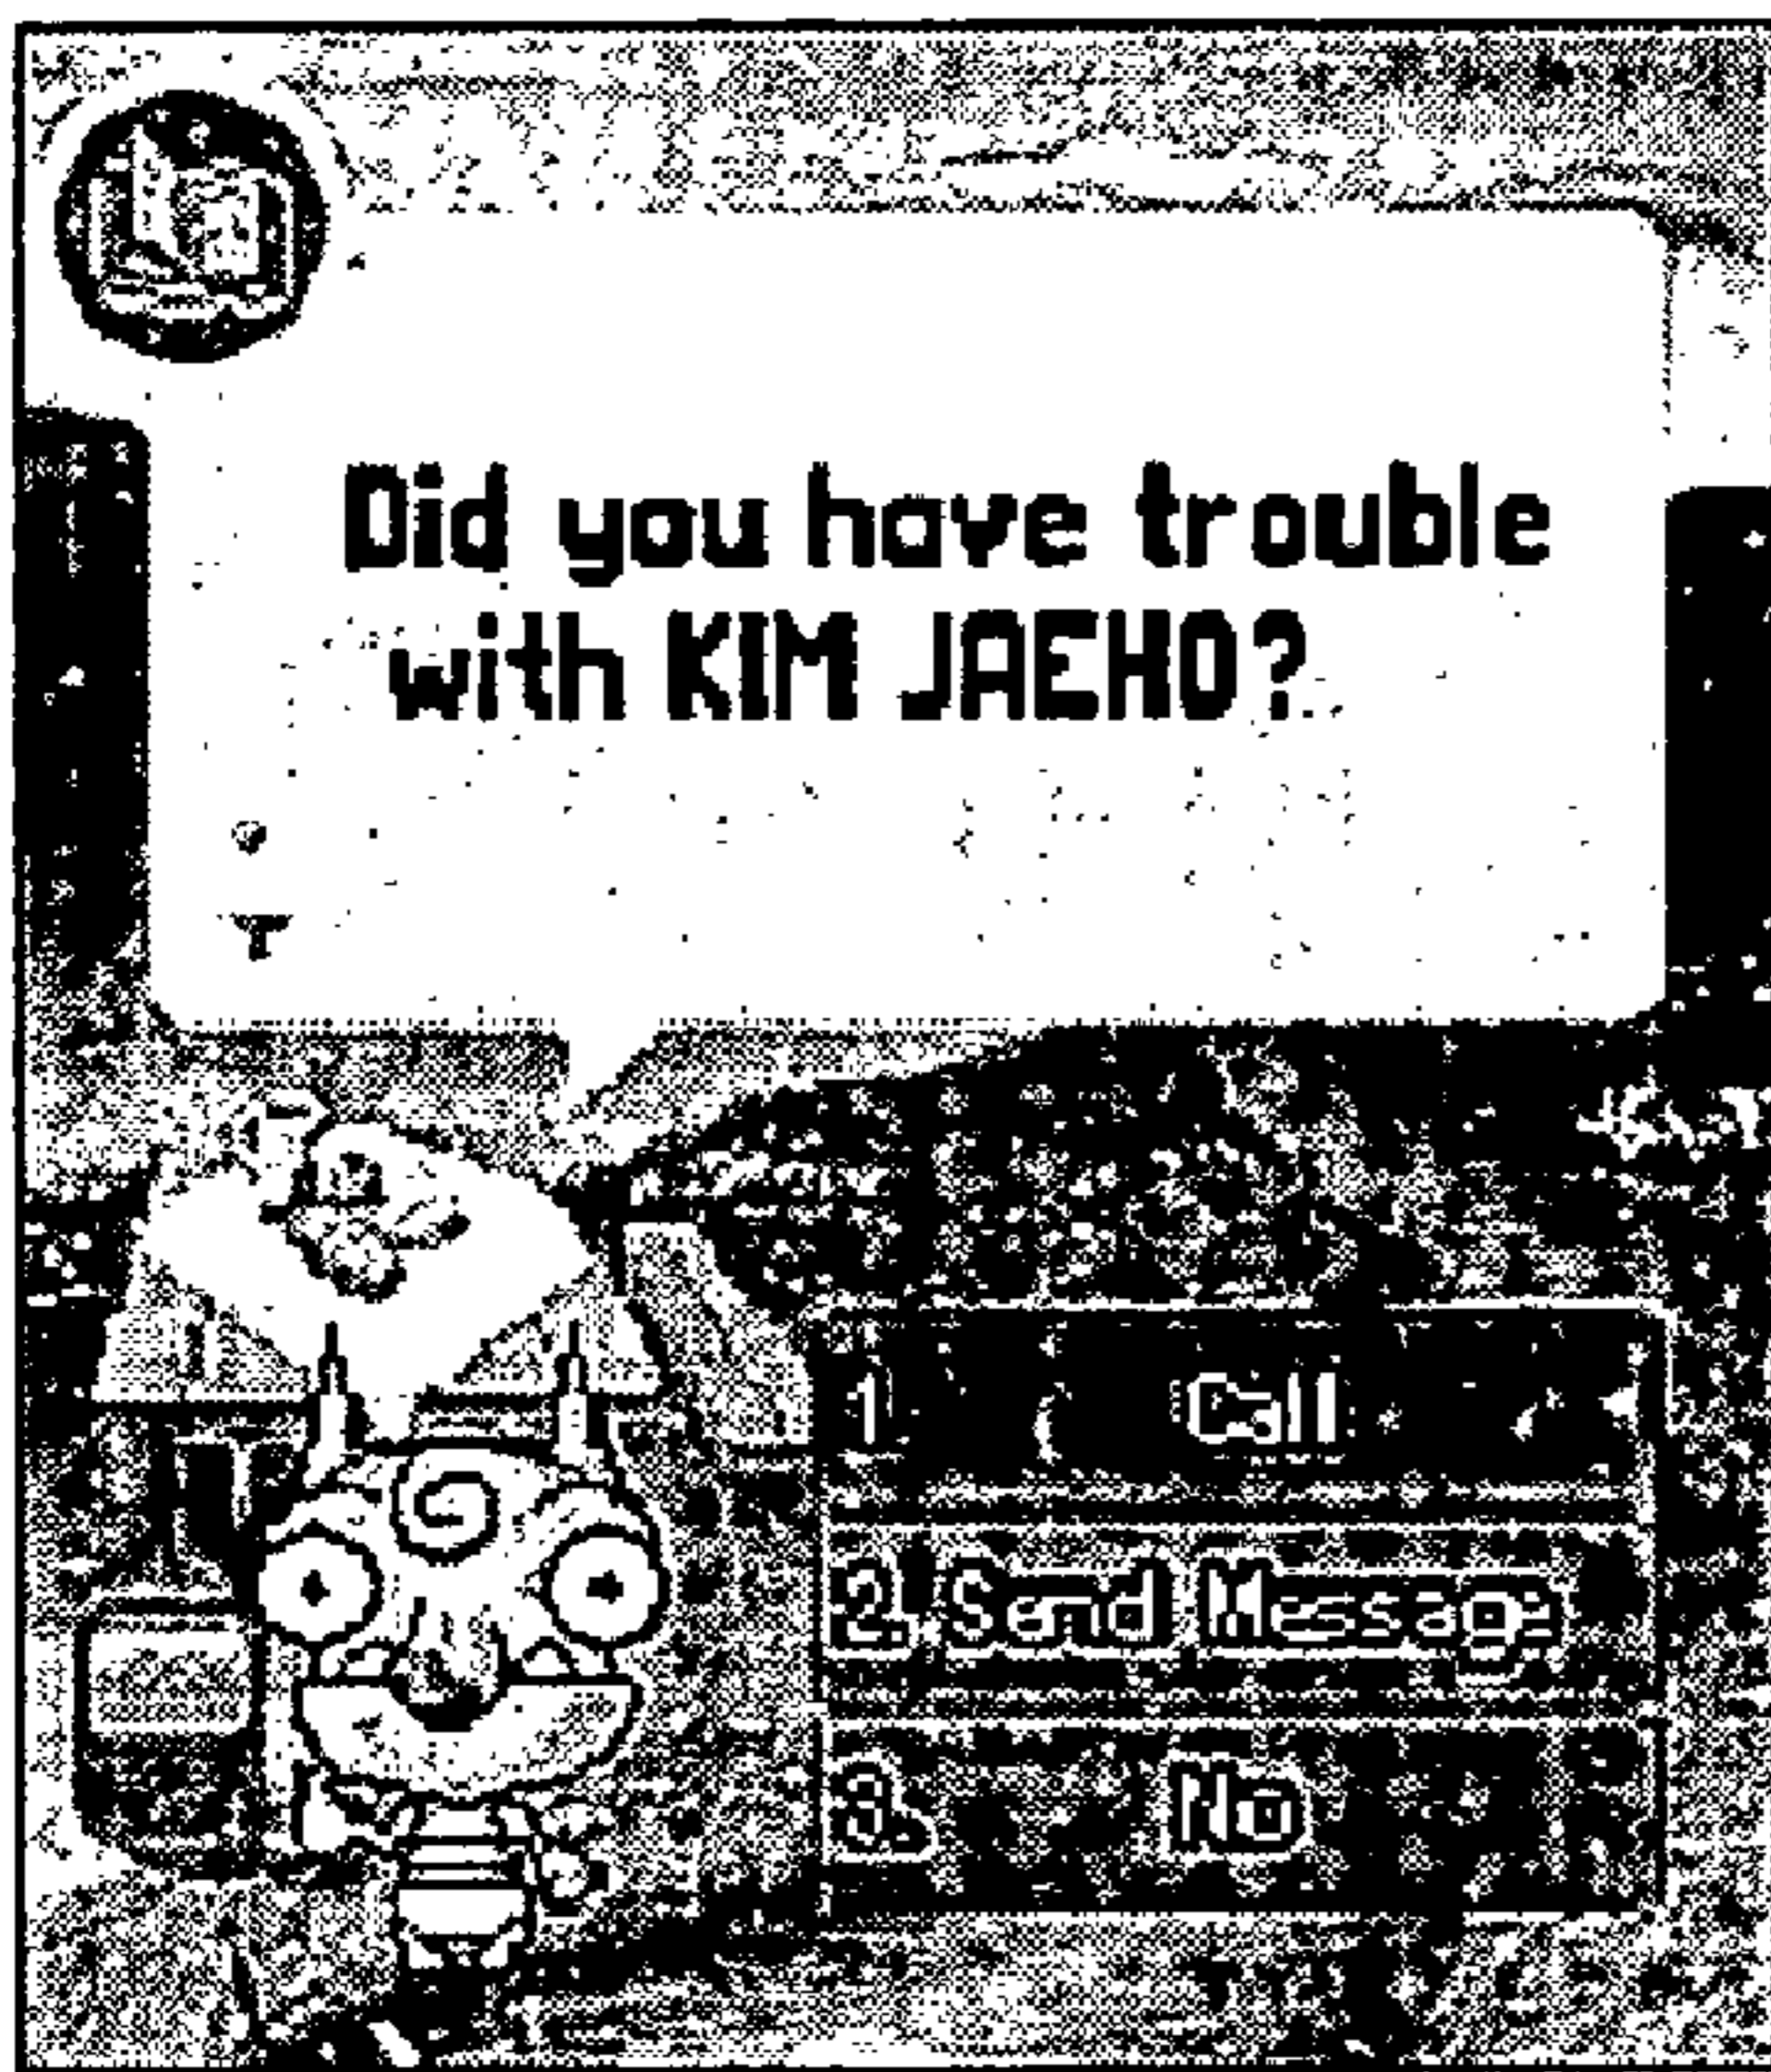 Did you have trouble
with KIM JAEHO?
1. Call
2. Send Message
3. No